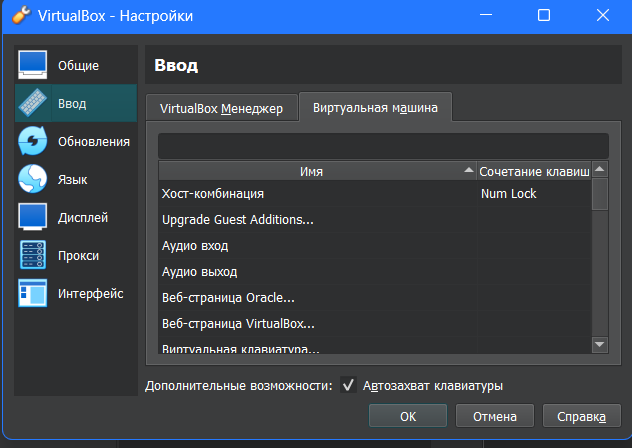 VirtualBox - Настройки
Общие
Ввод
Обновления
Язык
Дисплей
Прокси
Интерфейс
Ввод
VirtualBox Менеджер
Виртуальная машина
Имя
Сочетание клавиш
Хост-комбинация
Num Lock
Upgrade Guest Additions...
Аудио вход
Аудио выход
Веб-страница Oracle...
Веб-страница VirtualBox...
Виртуальная клавиатура...
Дополнительные возможности:
Автозахват клавиатуры
OK
Отмена
Справка